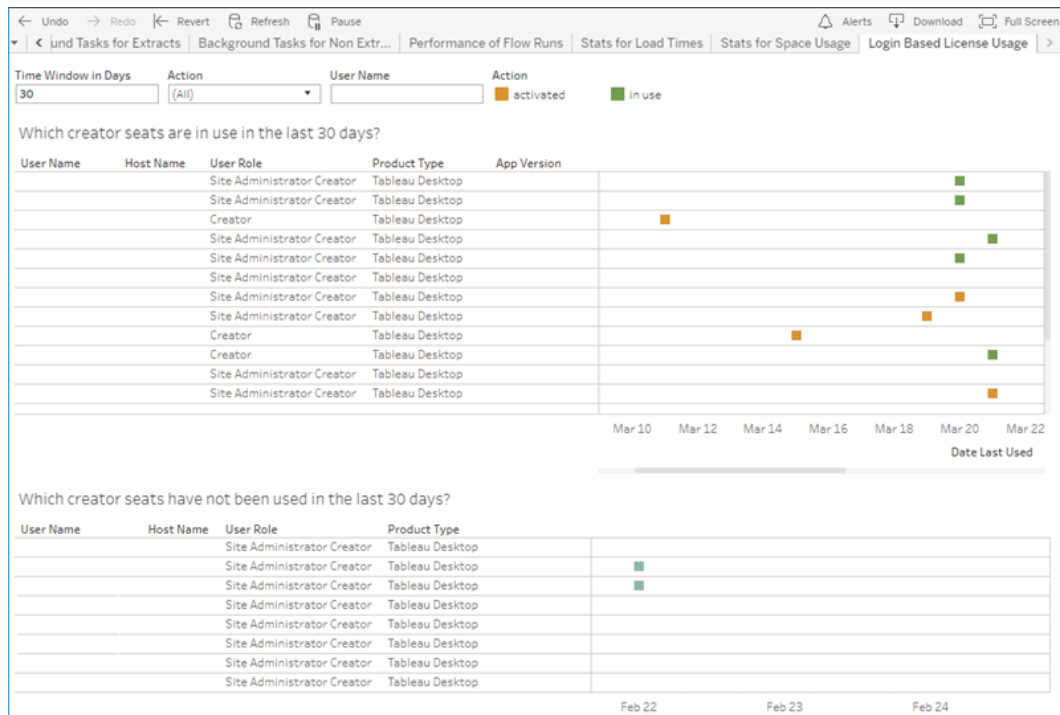 ← Undo → Redo |← Revert Refresh Pause Alerts Download Full Screen
< und Tasks for Extracts Background Tasks for Non Extr... Performance of Flow Runs Stats for Load Times Stats for Space Usage Login Based License Usage >
Time Window in Days Action User Name Action
30 (All) activated in use
Which creator seats are in use in the last 30 days?
User Name Host Name User Role Product Type App Version
Site Administrator Creator Tableau Desktop
Site Administrator Creator Tableau Desktop
Creator Tableau Desktop
Site Administrator Creator Tableau Desktop
Site Administrator Creator Tableau Desktop
Site Administrator Creator Tableau Desktop
Site Administrator Creator Tableau Desktop
Site Administrator Creator Tableau Desktop
Creator Tableau Desktop
Creator Tableau Desktop
Site Administrator Creator Tableau Desktop
Site Administrator Creator Tableau Desktop
Mar 10 Mar 12 Mar 14 Mar 16 Mar 18 Mar 20 Mar 22
Date Last Used
Which creator seats have not been used in the last 30 days?
User Name Host Name User Role Product Type
Site Administrator Creator Tableau Desktop
Site Administrator Creator Tableau Desktop
Site Administrator Creator Tableau Desktop
Site Administrator Creator Tableau Desktop
Site Administrator Creator Tableau Desktop
Site Administrator Creator Tableau Desktop
Site Administrator Creator Tableau Desktop
Site Administrator Creator Tableau Desktop
Feb 22 Feb 23 Feb 24